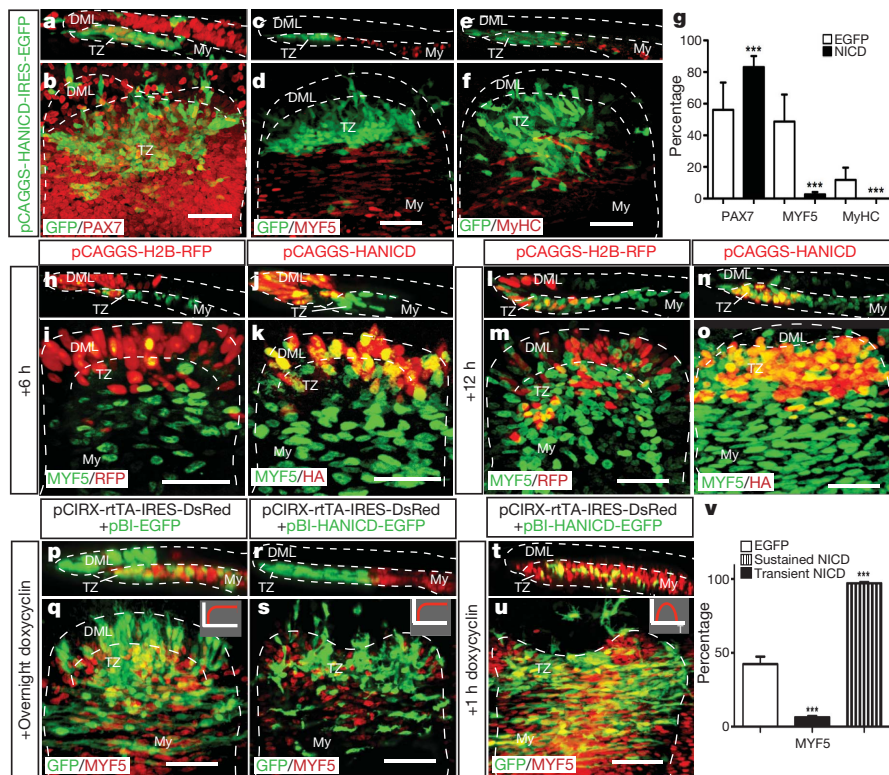 a
DML
TZ
My
c
TZ
My
e
TZ
My
g
EGFP
NICD
Percentage
100
80
60
40
20
0
***
***
***
PAX7
MYF5
MyHC
pCAGGS-HANICD-IRES-EGFP
b
DML
TZ
GFP/PAX7
d
DML
TZ
My
GFP/MYF5
f
DML
TZ
My
GFP/MyHC
pCAGGS-H2B-RFP
pCAGGS-HANICD
pCAGGS-H2B-RFP
pCAGGS-HANICD
+6 h
h
DML
TZ
My
j
DML
TZ
My
+12 h
l
DML
TZ
My
n
DML
TZ
My
i
DML
TZ
My
MYF5/RFP
k
DML
TZ
My
MYF5/HA
m
DML
TZ
My
MYF5/RFP
o
DML
TZ
My
MYF5/HA
pCIRX-rtTA-IRES-DsRed
+pBI-EGFP
pCIRX-rtTA-IRES-DsRed
+pBI-HANICD-EGFP
pCIRX-rtTA-IRES-DsRed
+pBI-HANICD-EGFP
+Overnight doxycyclin
p
DML
TZ
My
r
DML
TZ
My
+1 h doxycyclin
t
DML
TZ
My
q
DML
TZ
My
GFP/MYF5
s
DML
TZ
My
GFP/MYF5
u
TZ
My
GFP/MYF5
v
EGFP
Sustained NICD
Transient NICD
Percentage
100
50
0
***
***
MYF5